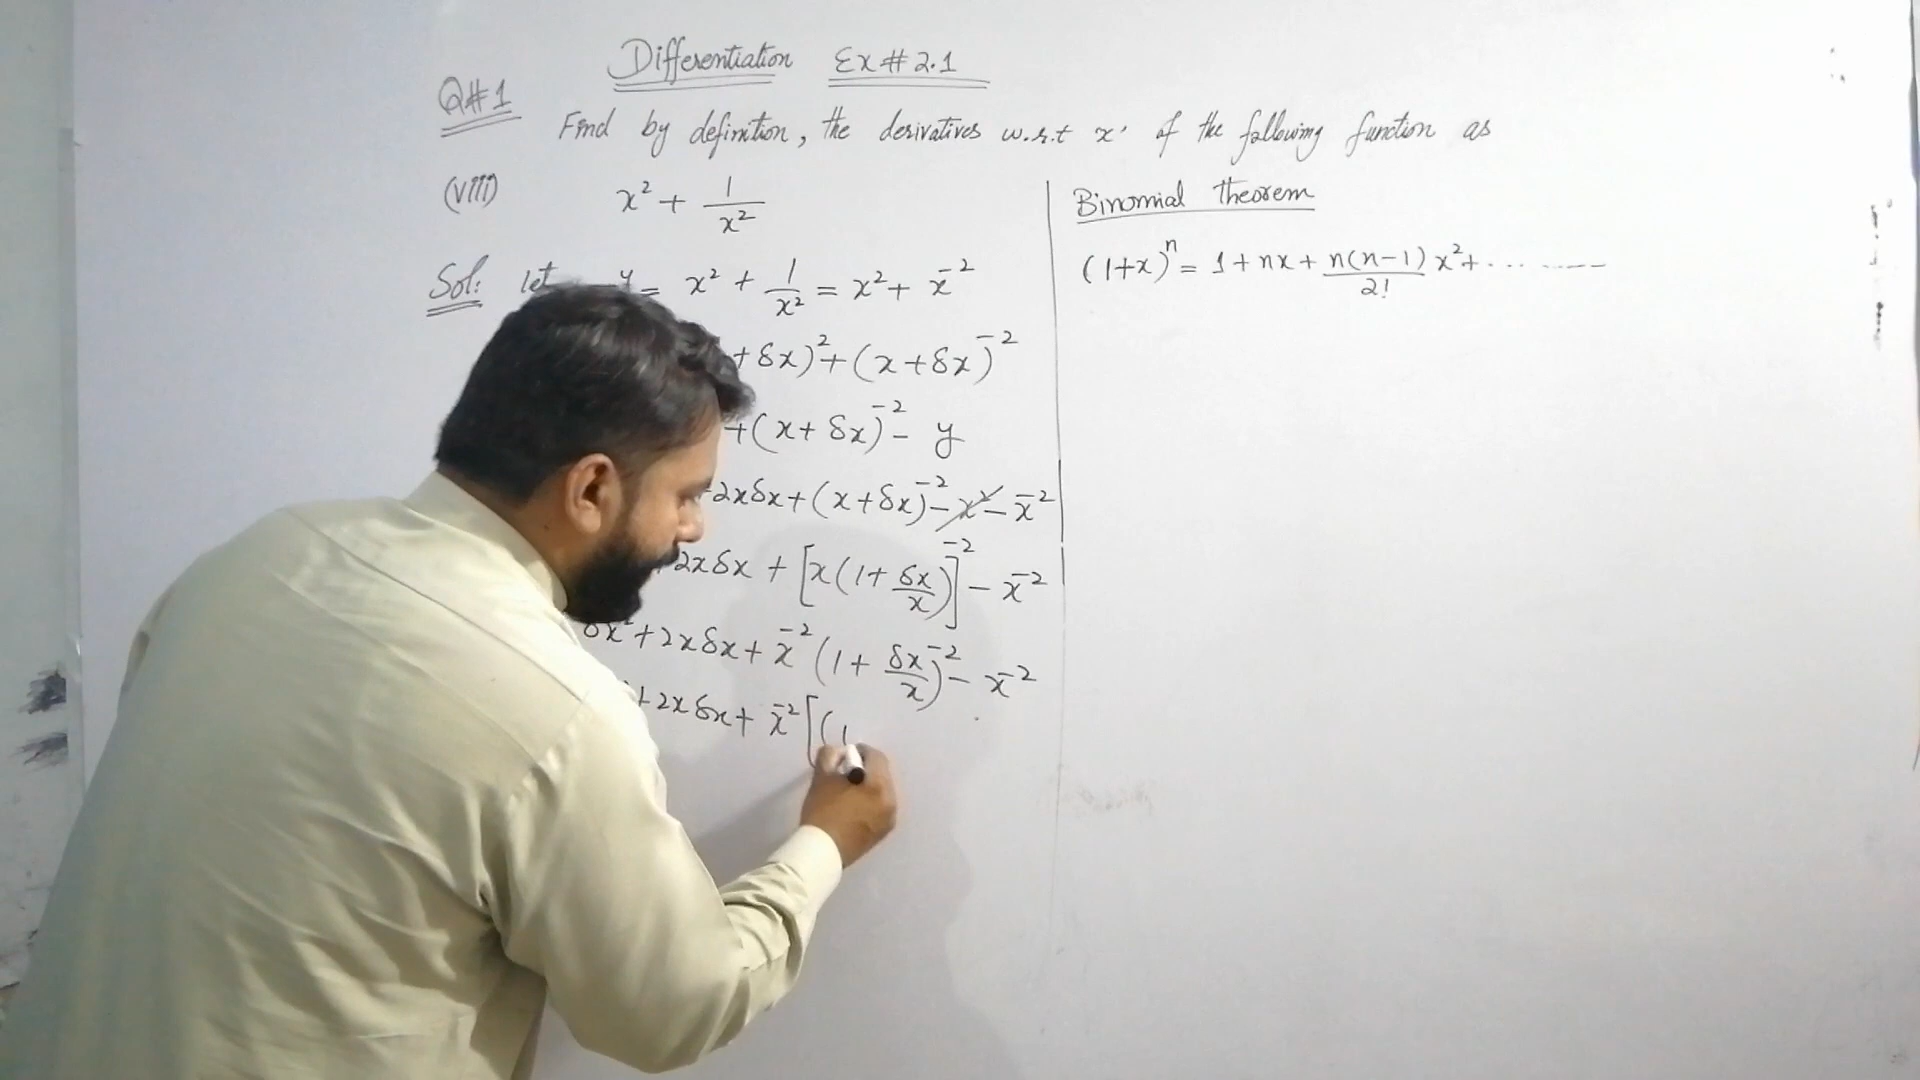 Differentiation Ex# 2.1
Q#1
Find by definition, the derivatives w.r.t x' of the following function as
(viii) x² + 1/x²
Sol: let y = x² + 1/x² = x² + x⁻²
+ δx)² + (x + δx)⁻²
+ (x + δx)⁻² - y
2xδx + (x + δx)⁻² - x² - x⁻²
+ 2xδx + [x(1 + δx/x)]⁻² - x⁻²
δx² + 2xδx + x⁻²(1 + δx/x)⁻² - x⁻²
+ 2xδx + x⁻²[(1
Binomial theorem
(1+x)ⁿ = 1 + nx + n(n-1)/2! x² + ........